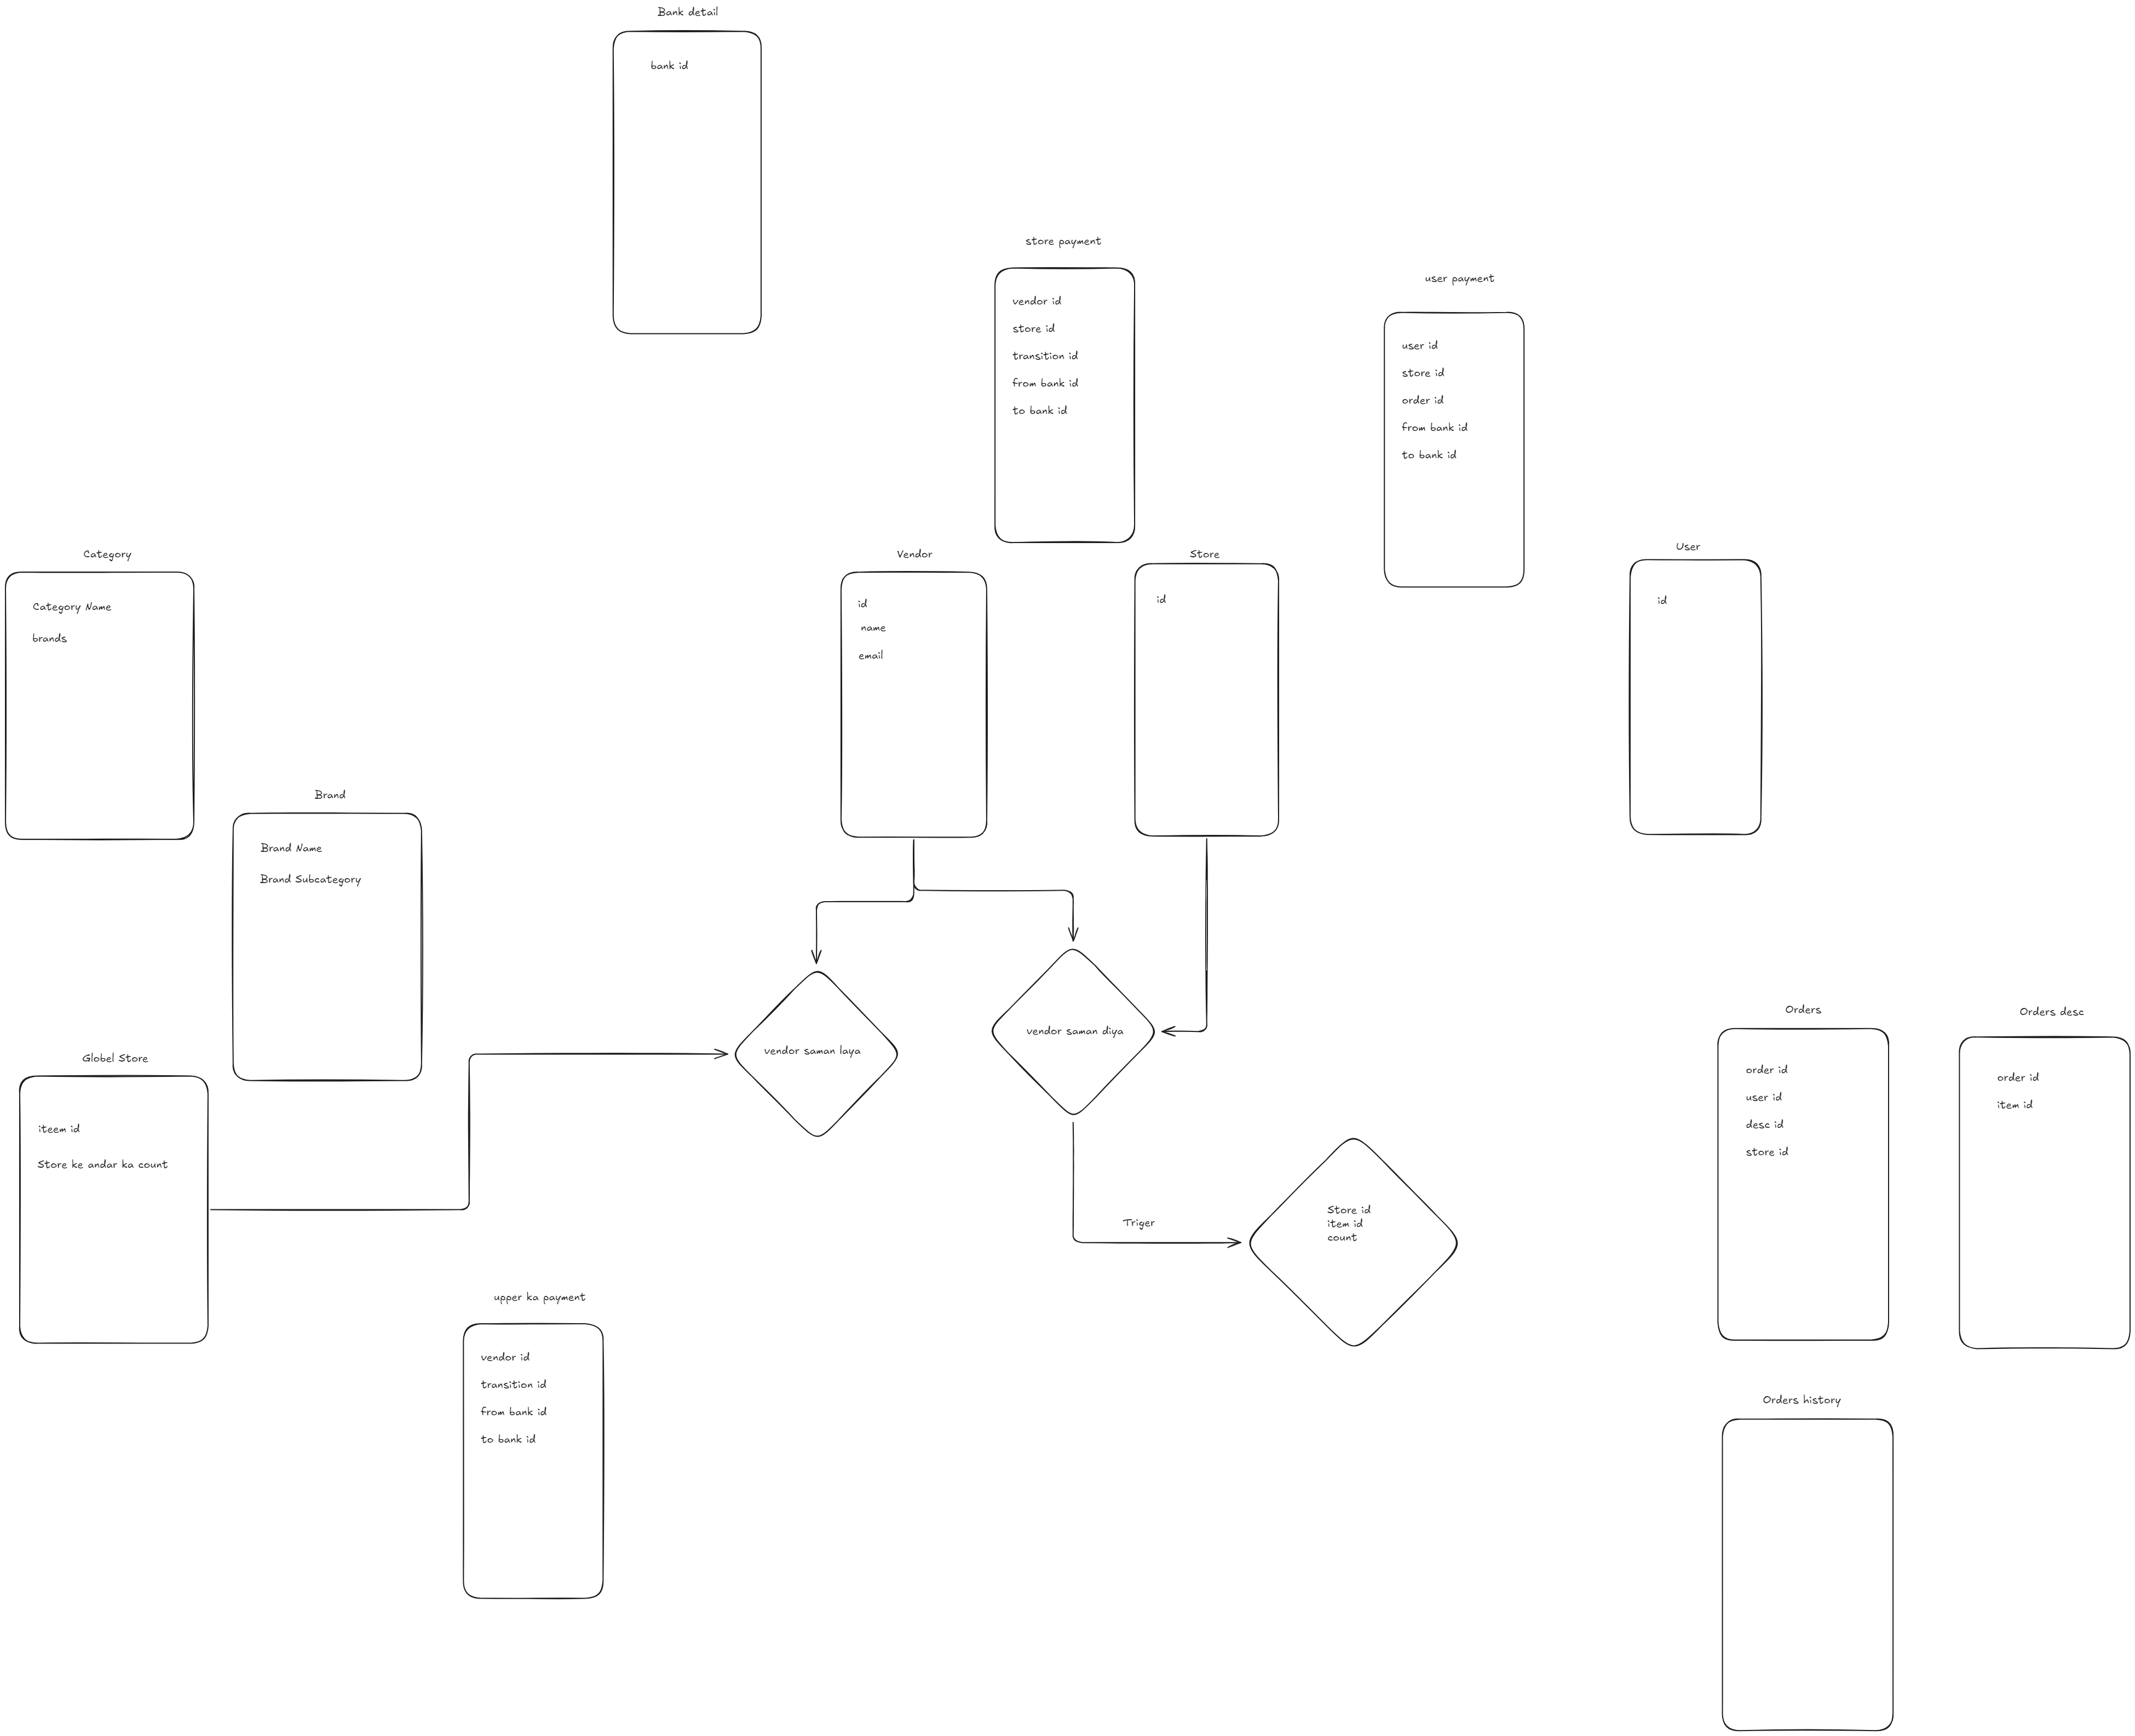 Bank detail
bank id
store payment
vendor id
store id
transition id
from bank id
to bank id
user payment
user id
store id
order id
from bank id
to bank id
Category
Category Name
brands
Vendor
id
name
email
Store
id
User
id
Brand
Brand Name
Brand Subcategory
Globel Store
iteem id
Store ke andar ka count
vendor saman laya
vendor saman diya
Triger
Store id
item id
count
Orders
order id
user id
desc id
store id
Orders desc
order id
item id
upper ka payment
vendor id
transition id
from bank id
to bank id
Orders history